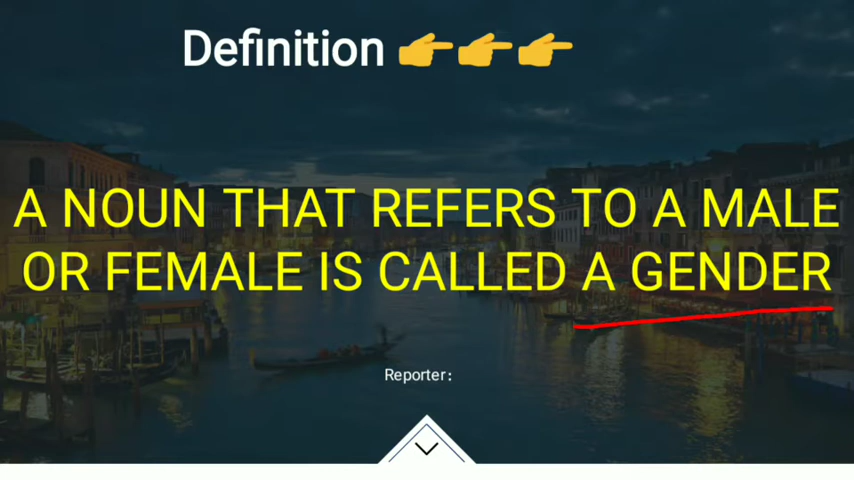 Definition 👉👉👉
A NOUN THAT REFERS TO A MALE
OR FEMALE IS CALLED A GENDER
Reporter: